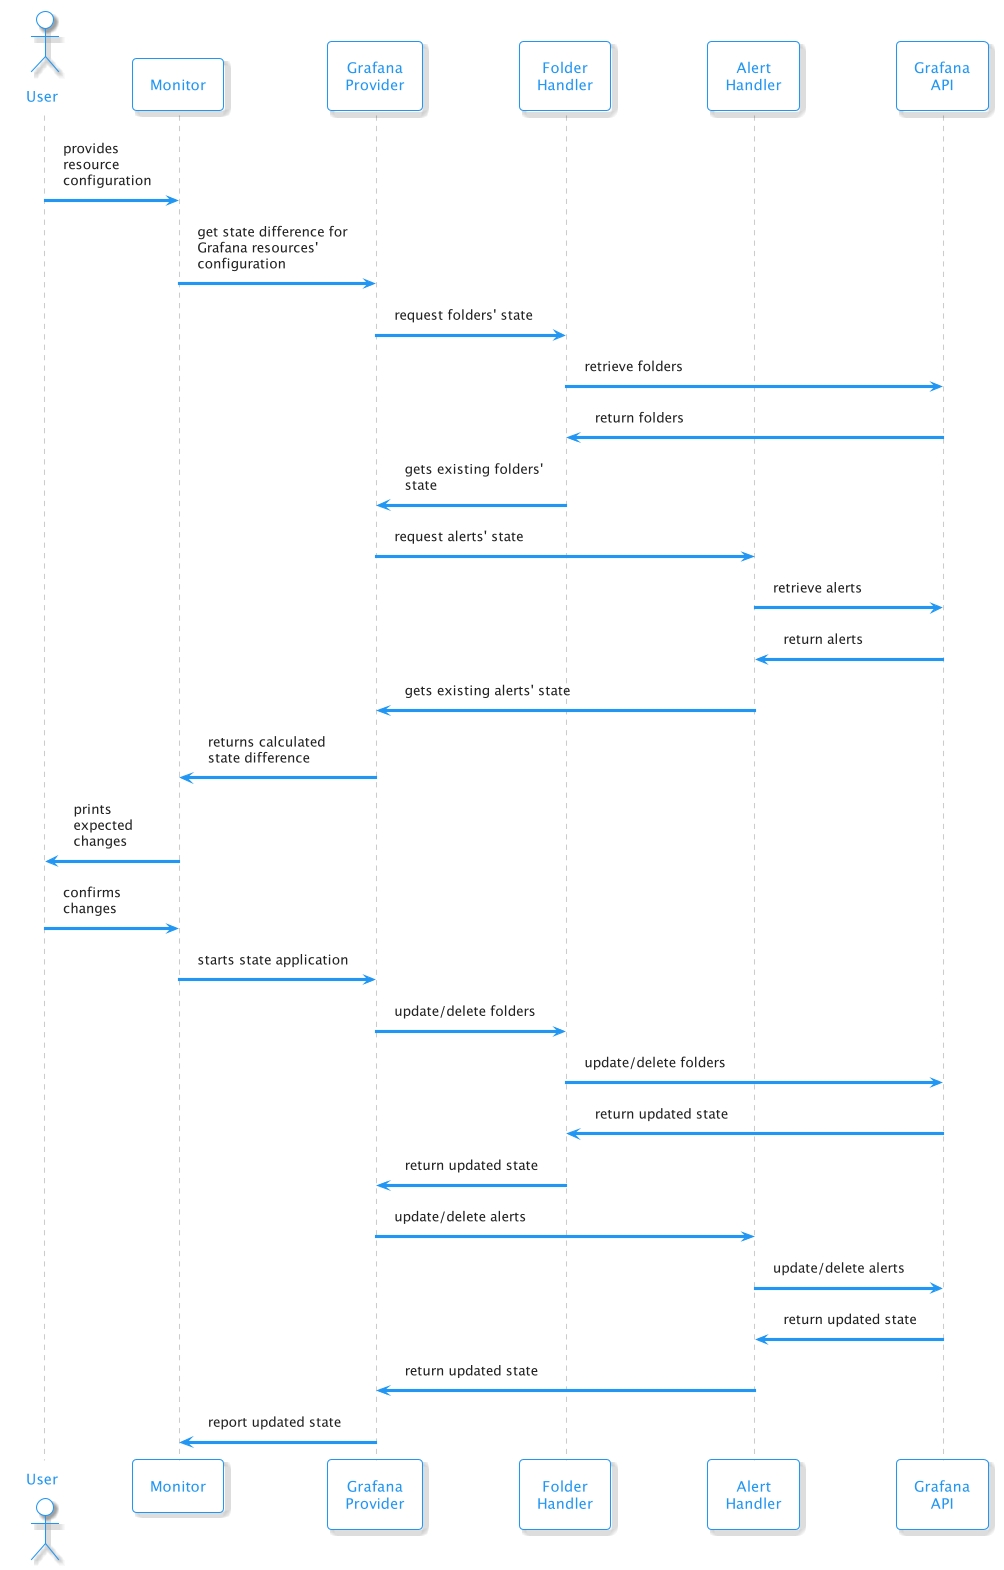 User
Monitor
Grafana
Provider
Folder
Handler
Alert
Handler
Grafana
API
provides
resource
configuration
get state difference for
Grafana resources'
configuration
request folders' state
retrieve folders
return folders
gets existing folders'
state
request alerts' state
retrieve alerts
return alerts
gets existing alerts' state
returns calculated
state difference
prints
expected
changes
confirms
changes
starts state application
update/delete folders
update/delete folders
return updated state
return updated state
update/delete alerts
update/delete alerts
return updated state
return updated state
report updated state
User
Monitor
Grafana
Provider
Folder
Handler
Alert
Handler
Grafana
API